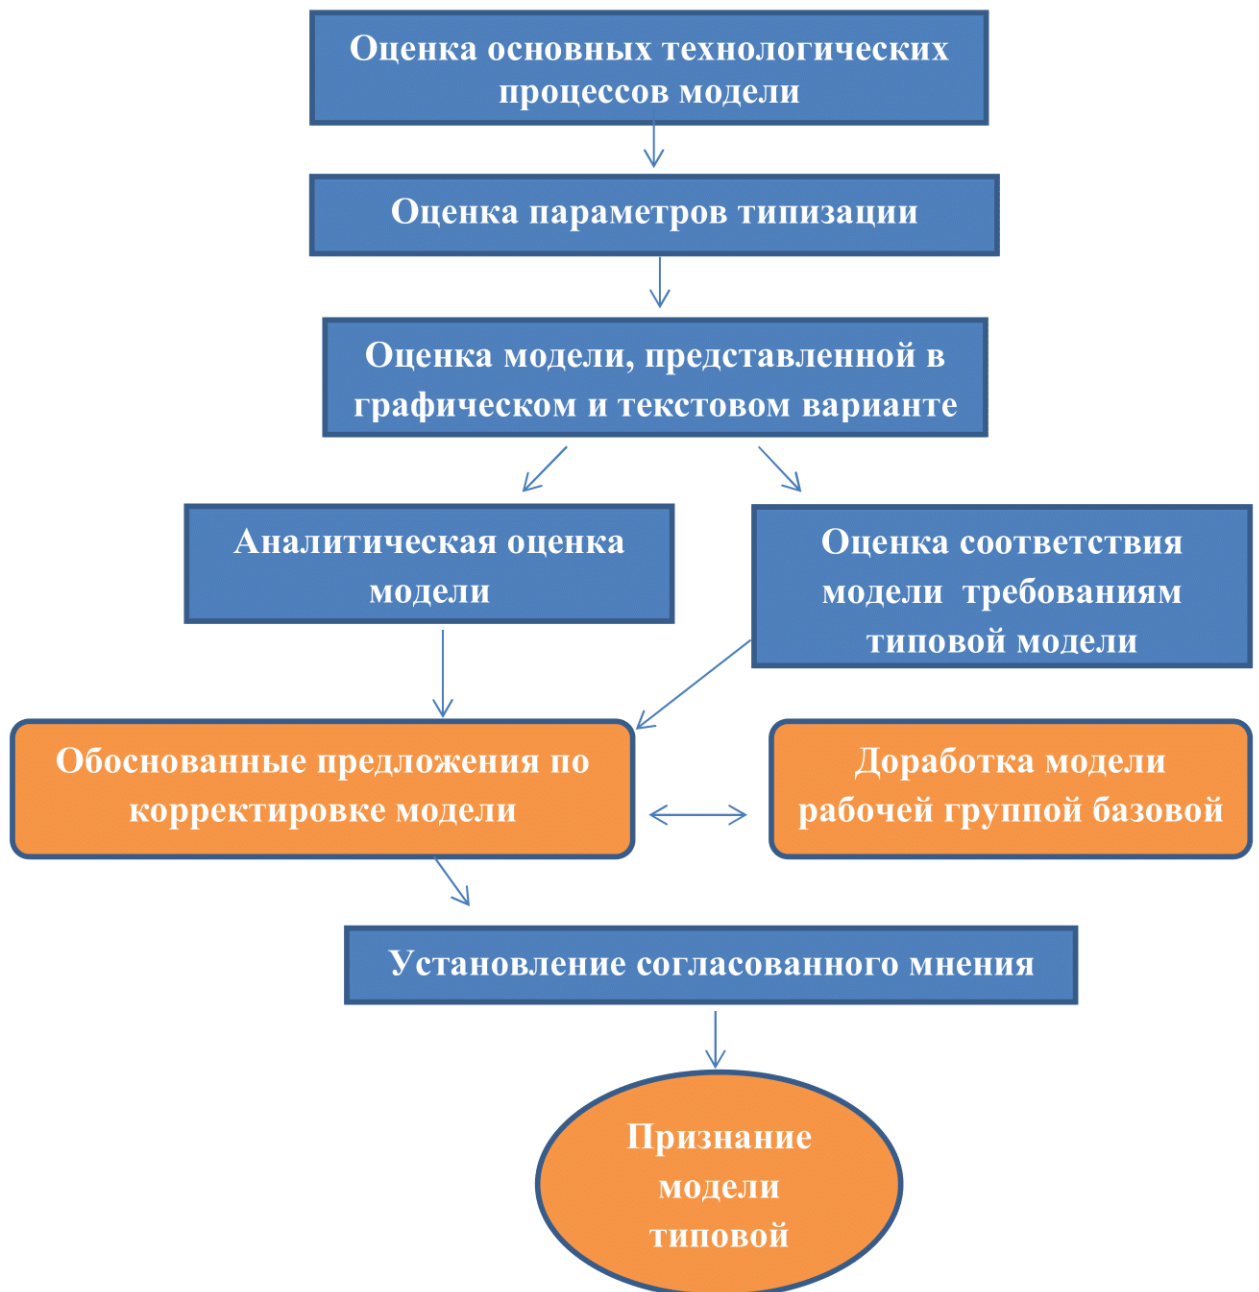 Оценка основных технологических
процессов модели
Оценка параметров типизации
Оценка модели, представленной в
графическом и текстовом варианте
Аналитическая оценка
модели
Оценка соответствия
модели требованиям
типовой модели
Обоснованные предложения по
корректировке модели
Доработка модели
рабочей группой базовой
Установление согласованного мнения
Признание
модели
типовой